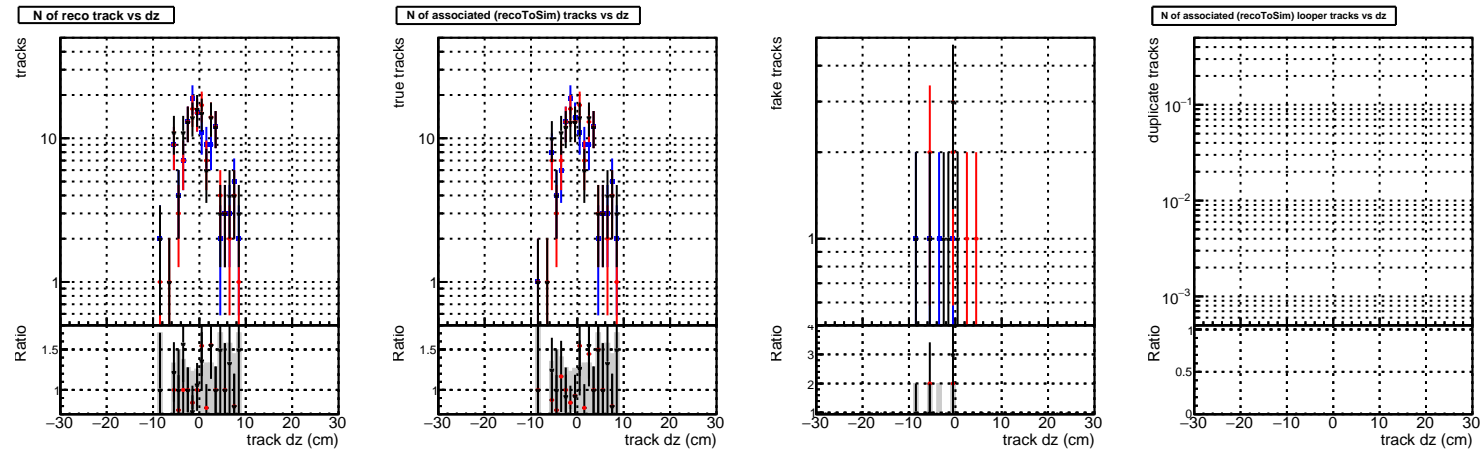 N of reco track vs dz
tracks
10
1
Ratio
1.5
1
−30 −20 −10 0 10 20 30
track dz (cm)
N of associated (recoToSim) tracks vs dz
true tracks
10
1
Ratio
1.5
1
−30 −20 −10 0 10 20 30
track dz (cm)
fake tracks
1
Ratio
4
3
2
1
−30 −20 −10 0 10 20 30
track dz (cm)
N of associated (recoToSim) looper tracks vs dz
duplicate tracks
10−1
10−2
10−3
Ratio
1
0.5
0
−30 −20 −10 0 10 20 30
track dz (cm)